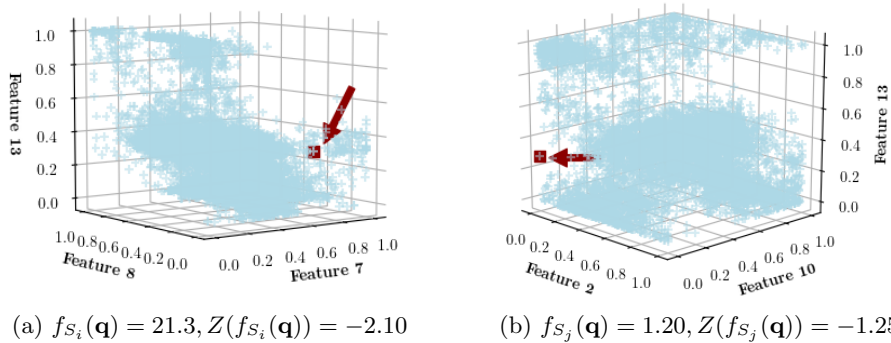 1.0
0.8
0.6
0.4
0.2
0.0
Feature 13
1.0 0.8 0.6 0.4 0.2 0.0
Feature 8
0.0 0.2 0.4 0.6 0.8 1.0
Feature 7
1.0
0.8
0.6
0.4
0.2
0.0
Feature 13
0.0 0.2 0.4 0.6 0.8 1.0
Feature 2
0.0 0.2 0.4 0.6 0.8 1.0
Feature 10
(a) f_{S_i}(q) = 21.3, Z(f_{S_i}(q)) = −2.10
(b) f_{S_j}(q) = 1.20, Z(f_{S_j}(q)) = −1.25